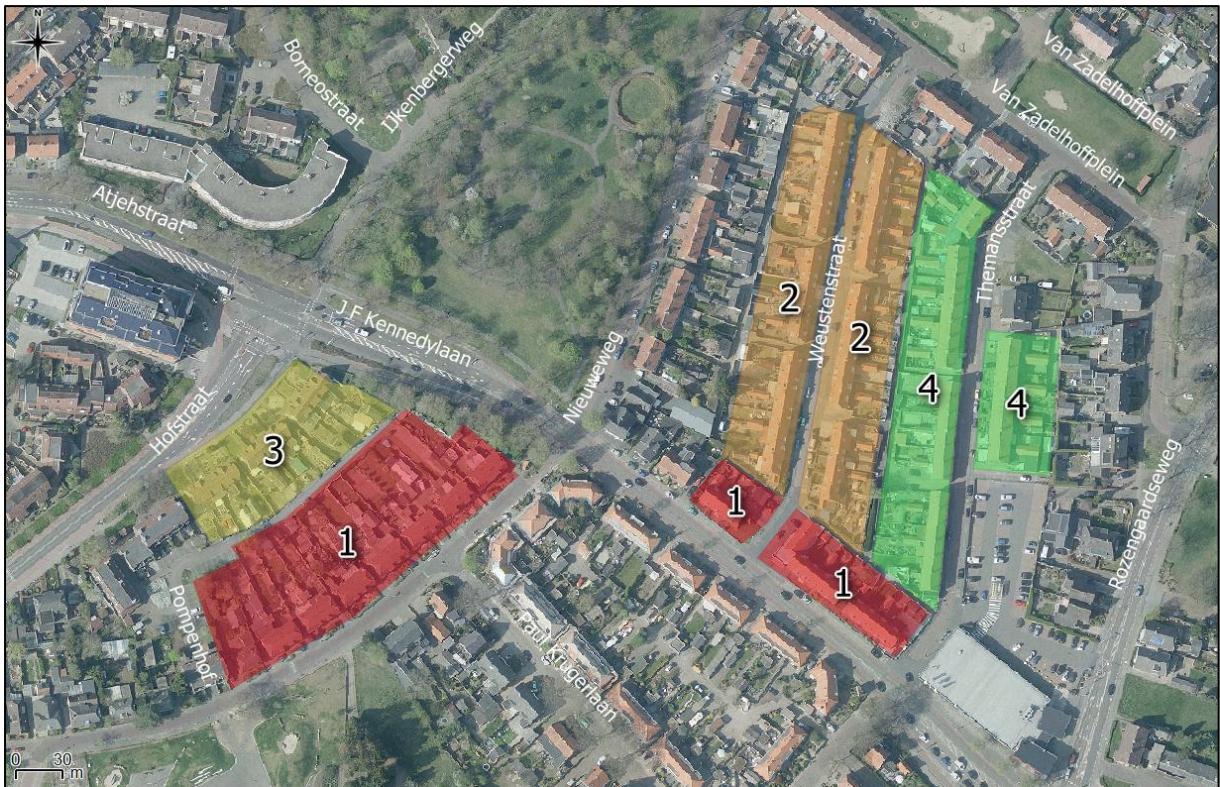 N
Borneostraat
IJkenbergerweg
Van Zadelhoffplein
Van Zadelhoffplein
Atjehstraat
Themansstraat
2
Weustenstraat
2
J F Kennedylaan
Nieuweweg
4
4
Hofstraat
3
1
1
1
Rozengaardseweg
Pompenhof
Paul Krugerlaan
0 30
m